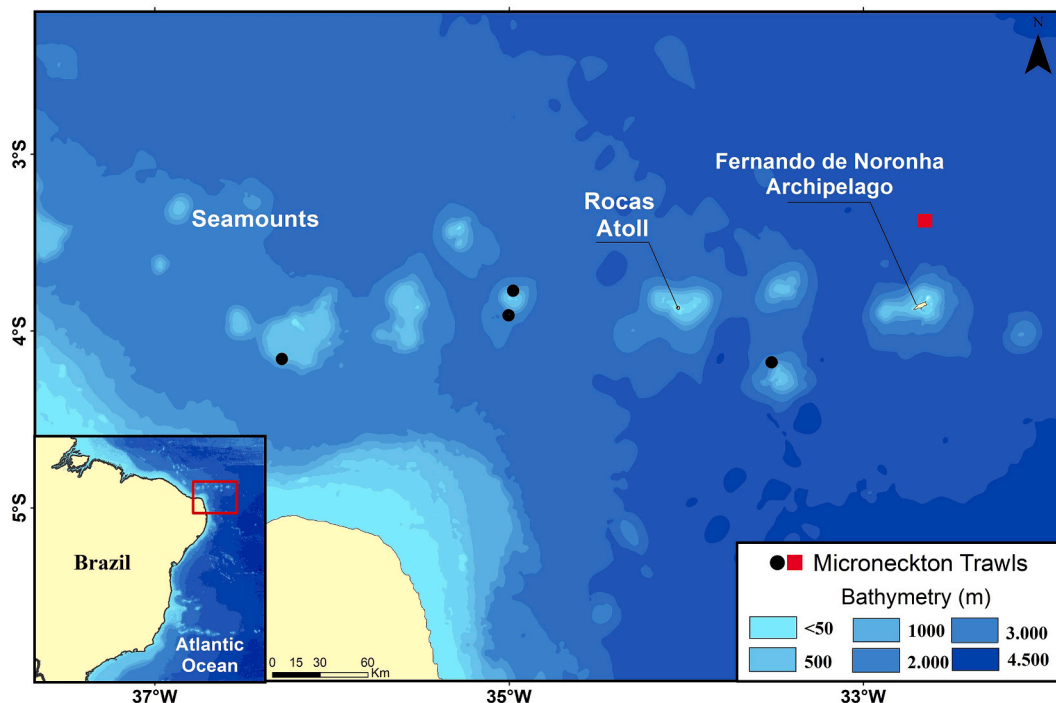 N
3°S
Fernando de Noronha
Archipelago
Rocas
Atoll
Seamounts
4°S
5°S
Brazil
Atlantic
Ocean
0 15 30 60
Km
Microneckton Trawls
Bathymetry (m)
<50 1000 3.000
500 2.000 4.500
37°W 35°W 33°W